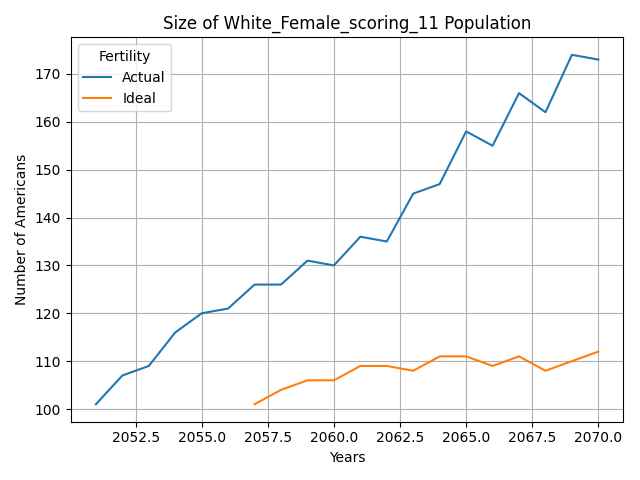 Size of White_Female_scoring_11 Population
Fertility
Actual
Ideal
170
160
150
140
130
120
110
100
Number of Americans
2052.5 2055.0 2057.5 2060.0 2062.5 2065.0 2067.5 2070.0
Years